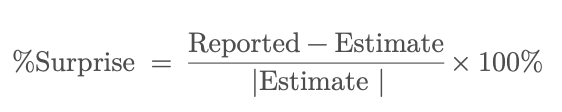 %Surprise = Reported − Estimate / |Estimate | × 100%